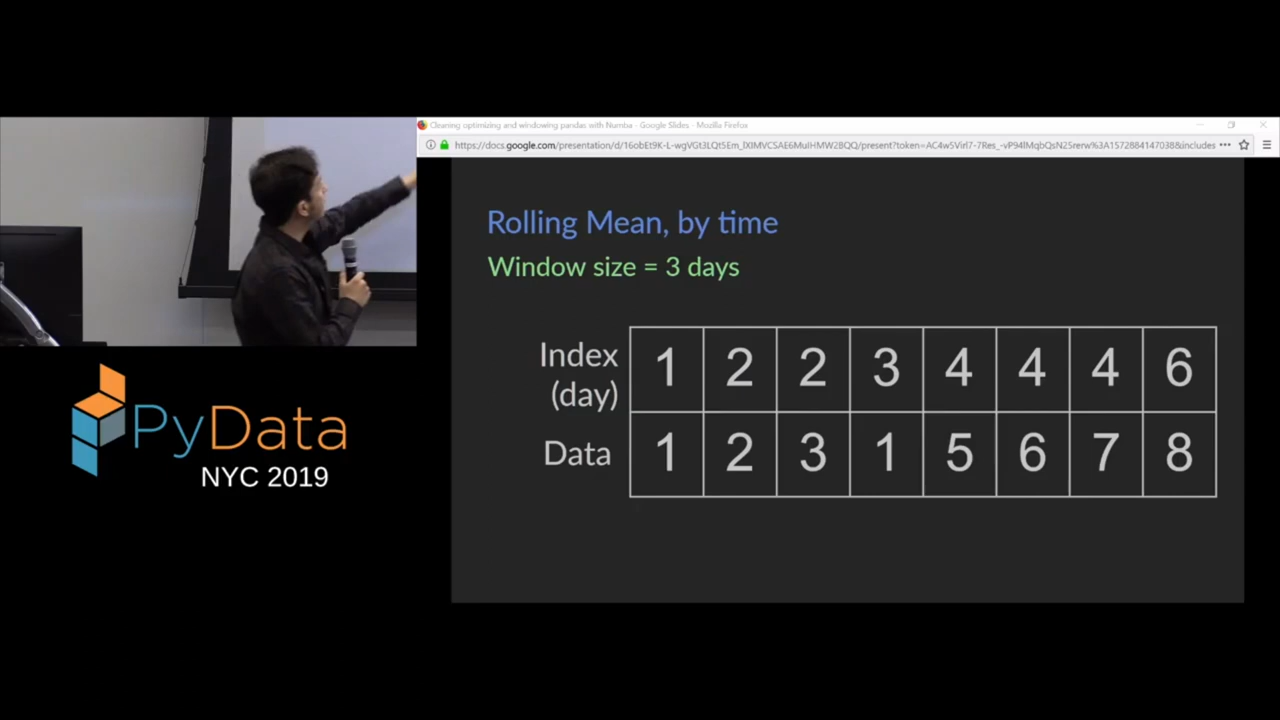 Cleaning optimizing and windowing pandas with Numba - Google Slides - Mozilla Firefox
Rolling Mean, by time
Window size = 3 days
Index (day) 1 2 2 3 4 4 4 6
Data 1 2 3 1 5 6 7 8
PyData
NYC 2019